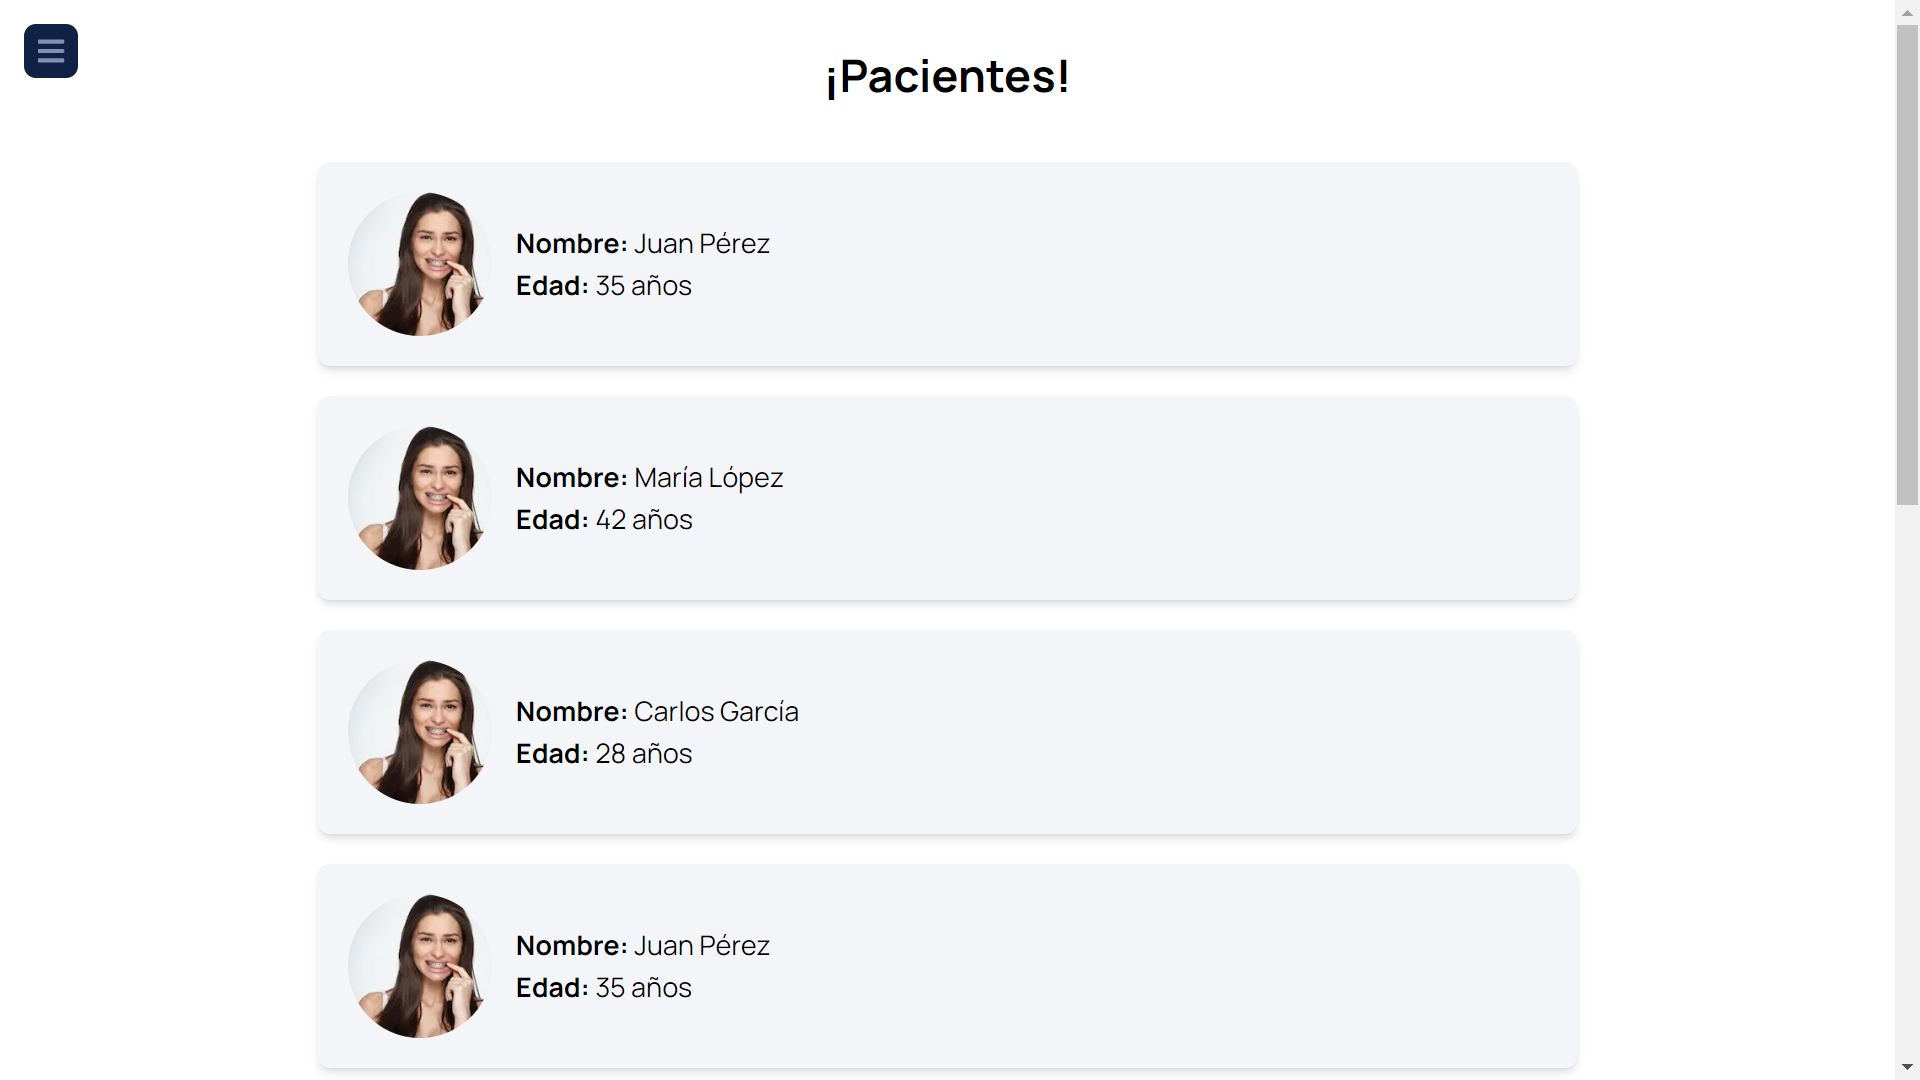 ¡Pacientes!
Nombre: Juan Pérez
Edad: 35 años
Nombre: María López
Edad: 42 años
Nombre: Carlos García
Edad: 28 años
Nombre: Juan Pérez
Edad: 35 años